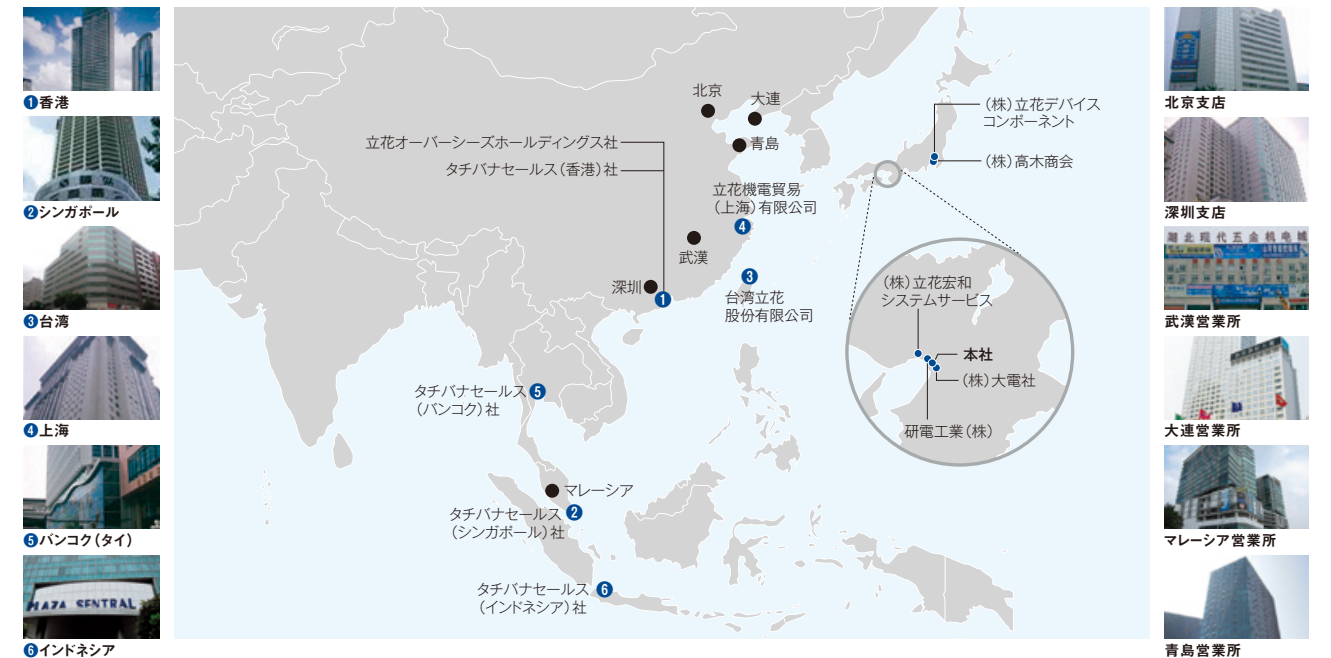 ❶香港
❷シンガポール
❸台湾
❹上海
❺バンコク（タイ）
PLAZA SENTRAL
❻インドネシア
北京
大連
青島
立花オーバーシーズホールディングス社
タチバナセールス（香港）社
立花機電貿易
（上海）有限公司
❹
武漢
深圳
❶
❸
台湾立花
股份有限公司
タチバナセールス
（バンコク）社
❺
マレーシア
タチバナセールス
（シンガポール）社
❷
タチバナセールス
（インドネシア）社
❻
（株）立花デバイス
コンポーネント
（株）高木商会
（株）立花宏和
システムサービス
本社
（株）大電社
研電工業（株）
北京支店
深圳支店
湖北现代五金机电城
武漢営業所
大連営業所
マレーシア営業所
青島営業所